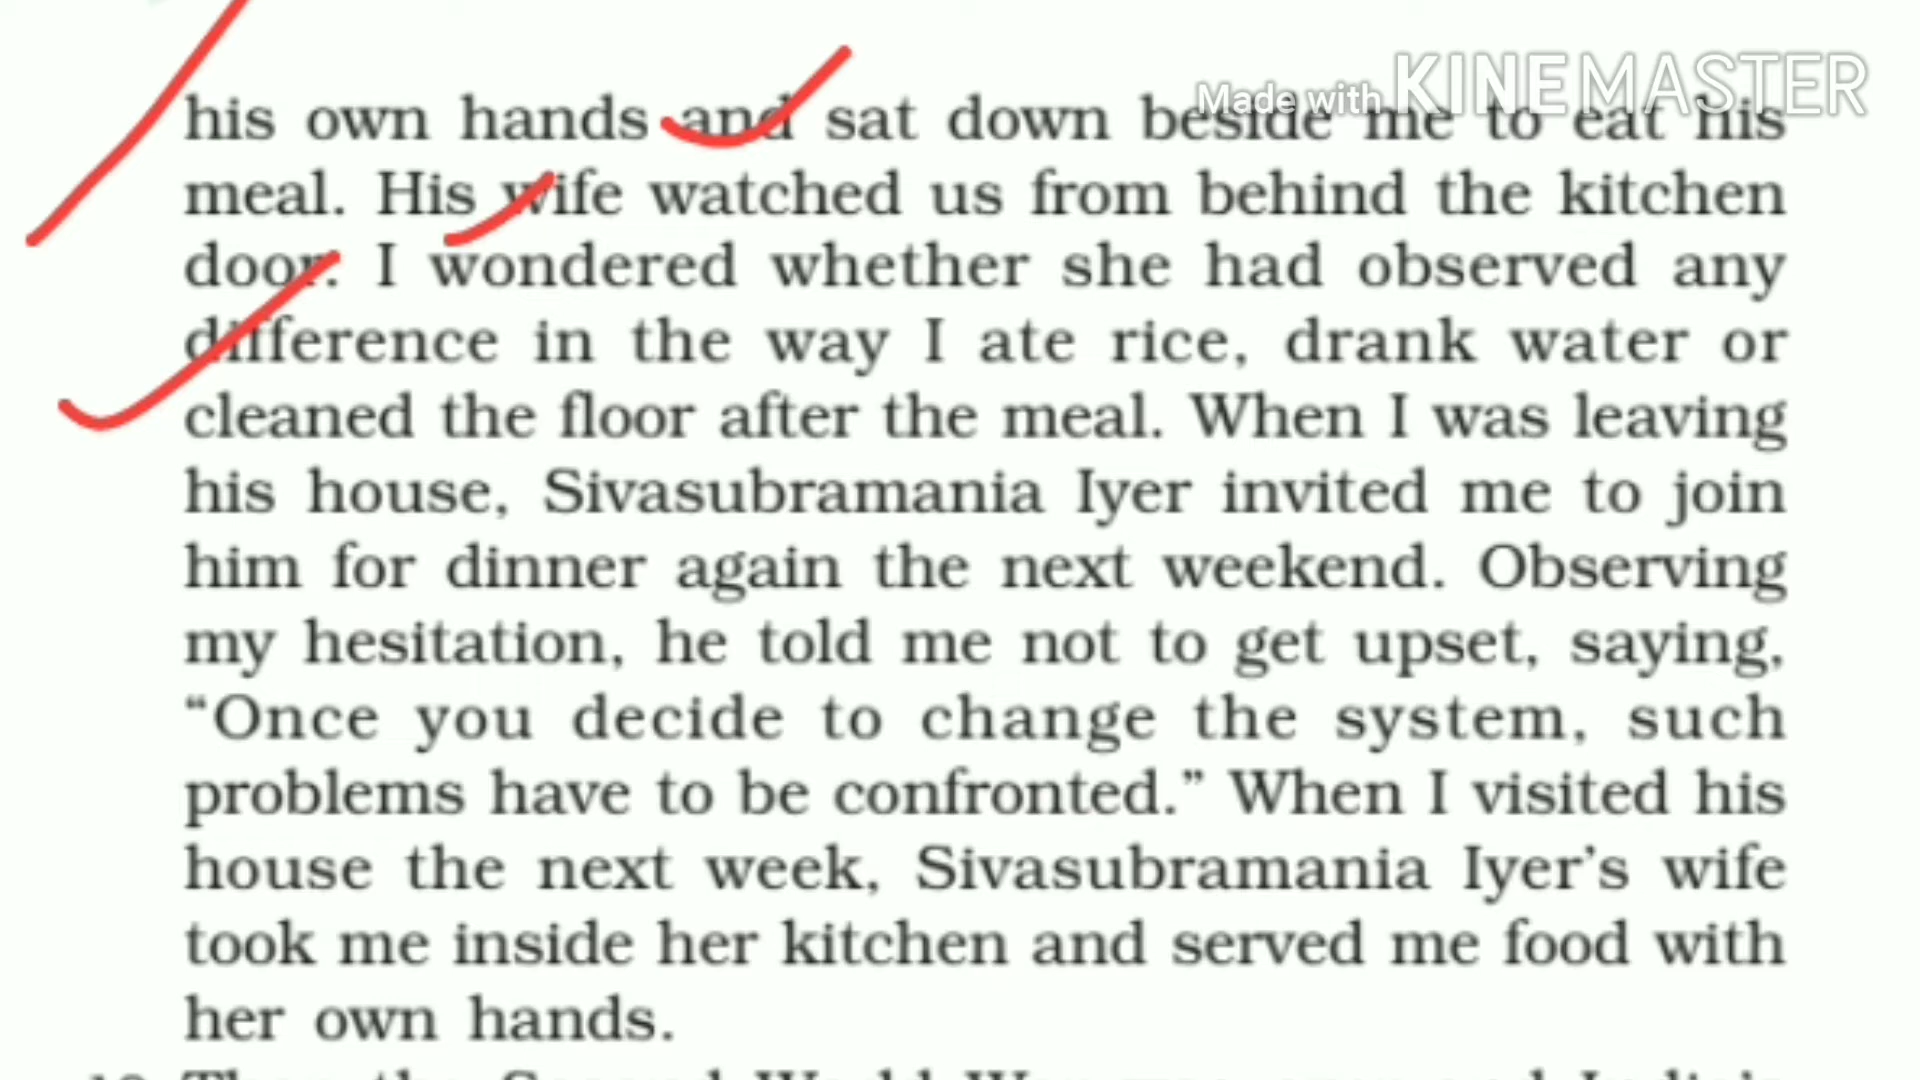 Made with KINEMASTER
his own hands and sat down beside me to eat his
meal. His wife watched us from behind the kitchen
door. I wondered whether she had observed any
difference in the way I ate rice, drank water or
cleaned the floor after the meal. When I was leaving
his house, Sivasubramania Iyer invited me to join
him for dinner again the next weekend. Observing
my hesitation, he told me not to get upset, saying,
“Once you decide to change the system, such
problems have to be confronted.” When I visited his
house the next week, Sivasubramania Iyer’s wife
took me inside her kitchen and served me food with
her own hands.